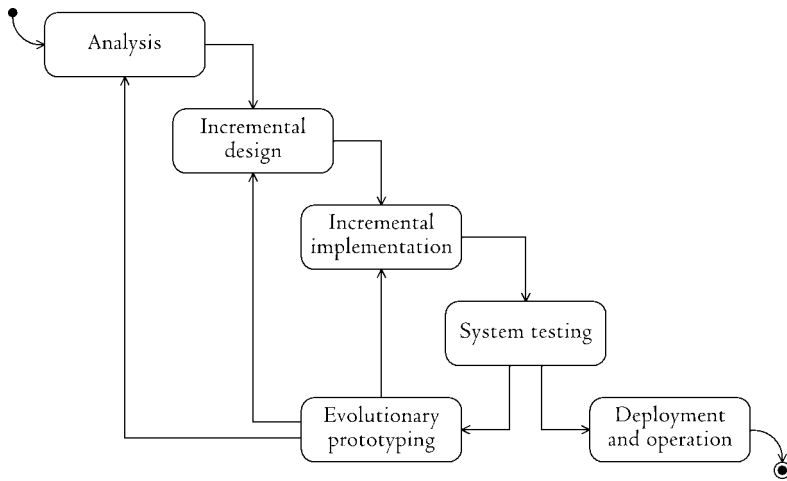 Analysis
Incremental
design
Incremental
implementation
System testing
Evolutionary
prototyping
Deployment
and operation